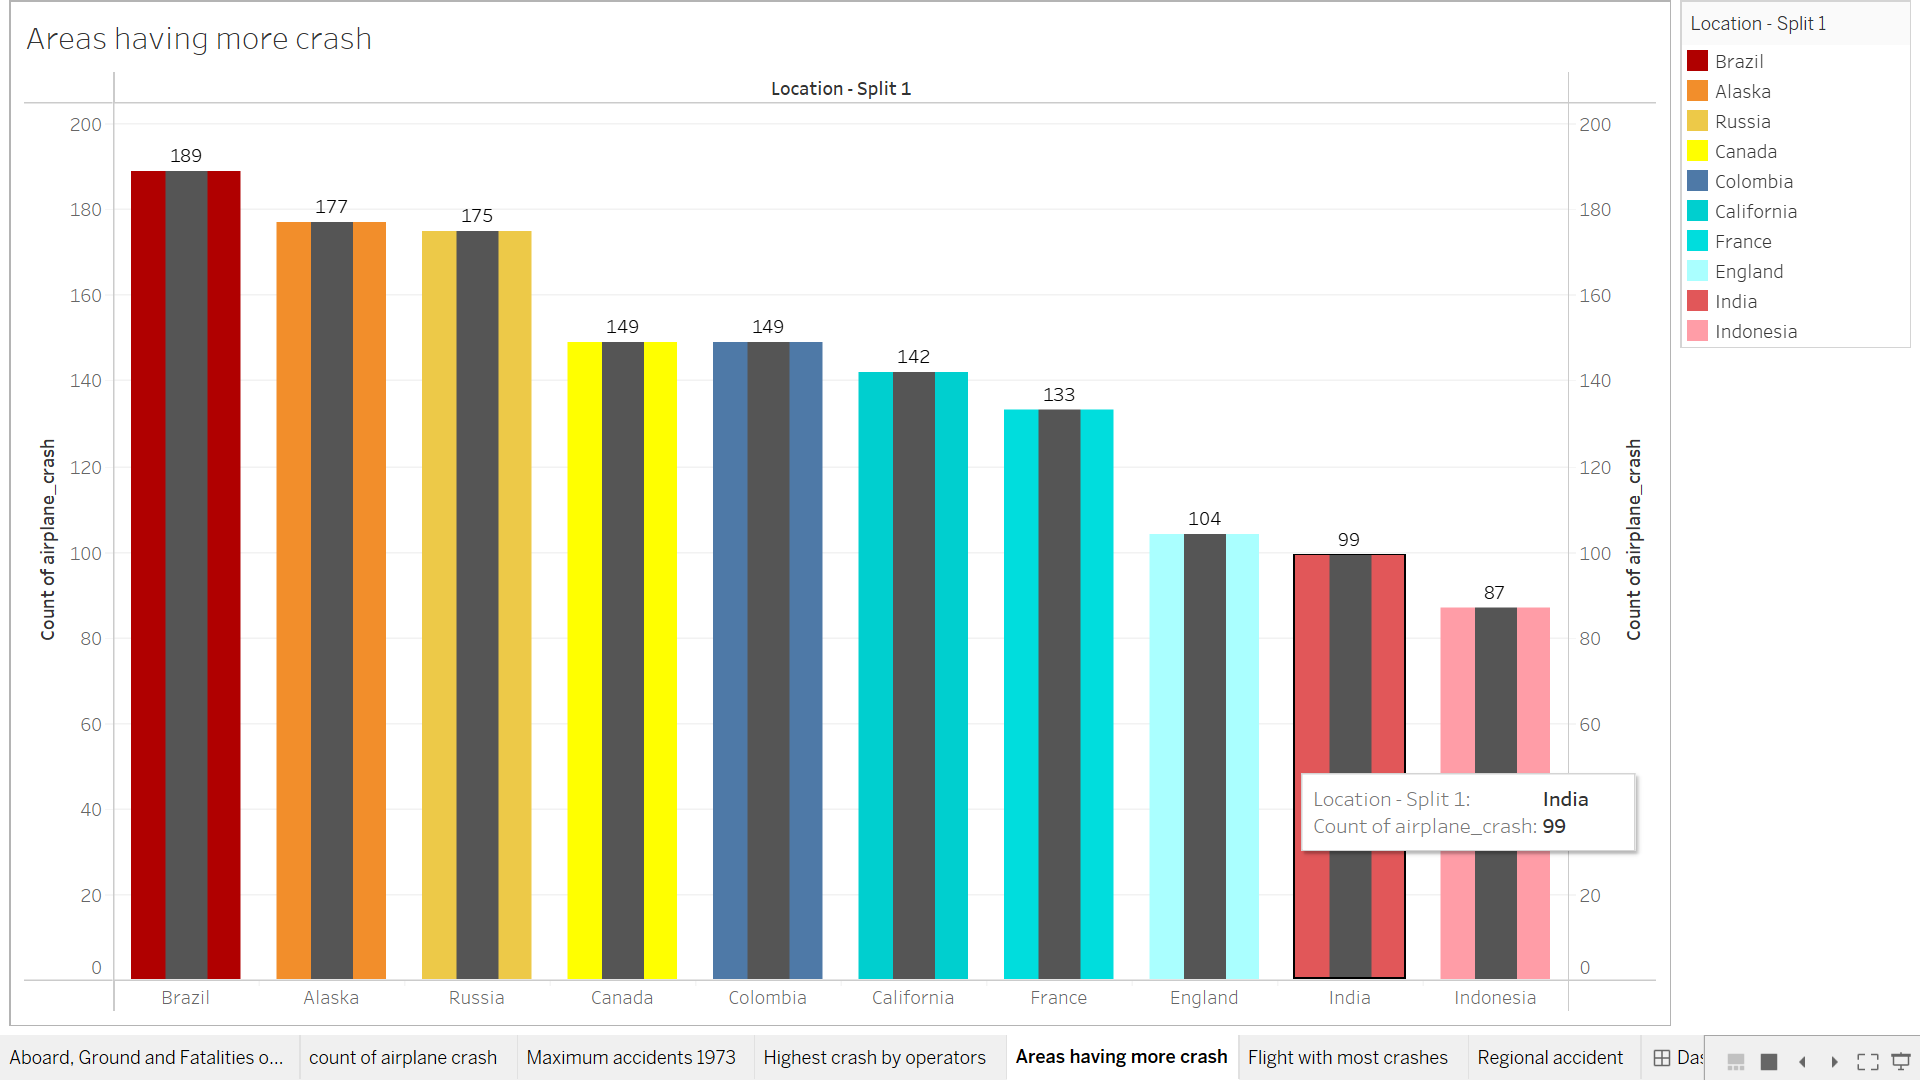 Areas having more crash
Location - Split 1
200
180
160
140
120
100
80
60
40
20
0
Count of airplane_crash
189
177
175
149
149
142
133
104
99
87
200
180
160
140
120
100
80
60
20
0
Count of airplane_crash
Location - Split 1: India
Count of airplane_crash: 99
Brazil Alaska Russia Canada Colombia California France England India Indonesia
Location - Split 1
Brazil
Alaska
Russia
Canada
Colombia
California
France
England
India
Indonesia
Aboard, Ground and Fatalities o... count of airplane crash Maximum accidents 1973 Highest crash by operators Areas having more crash Flight with most crashes Regional accident Das